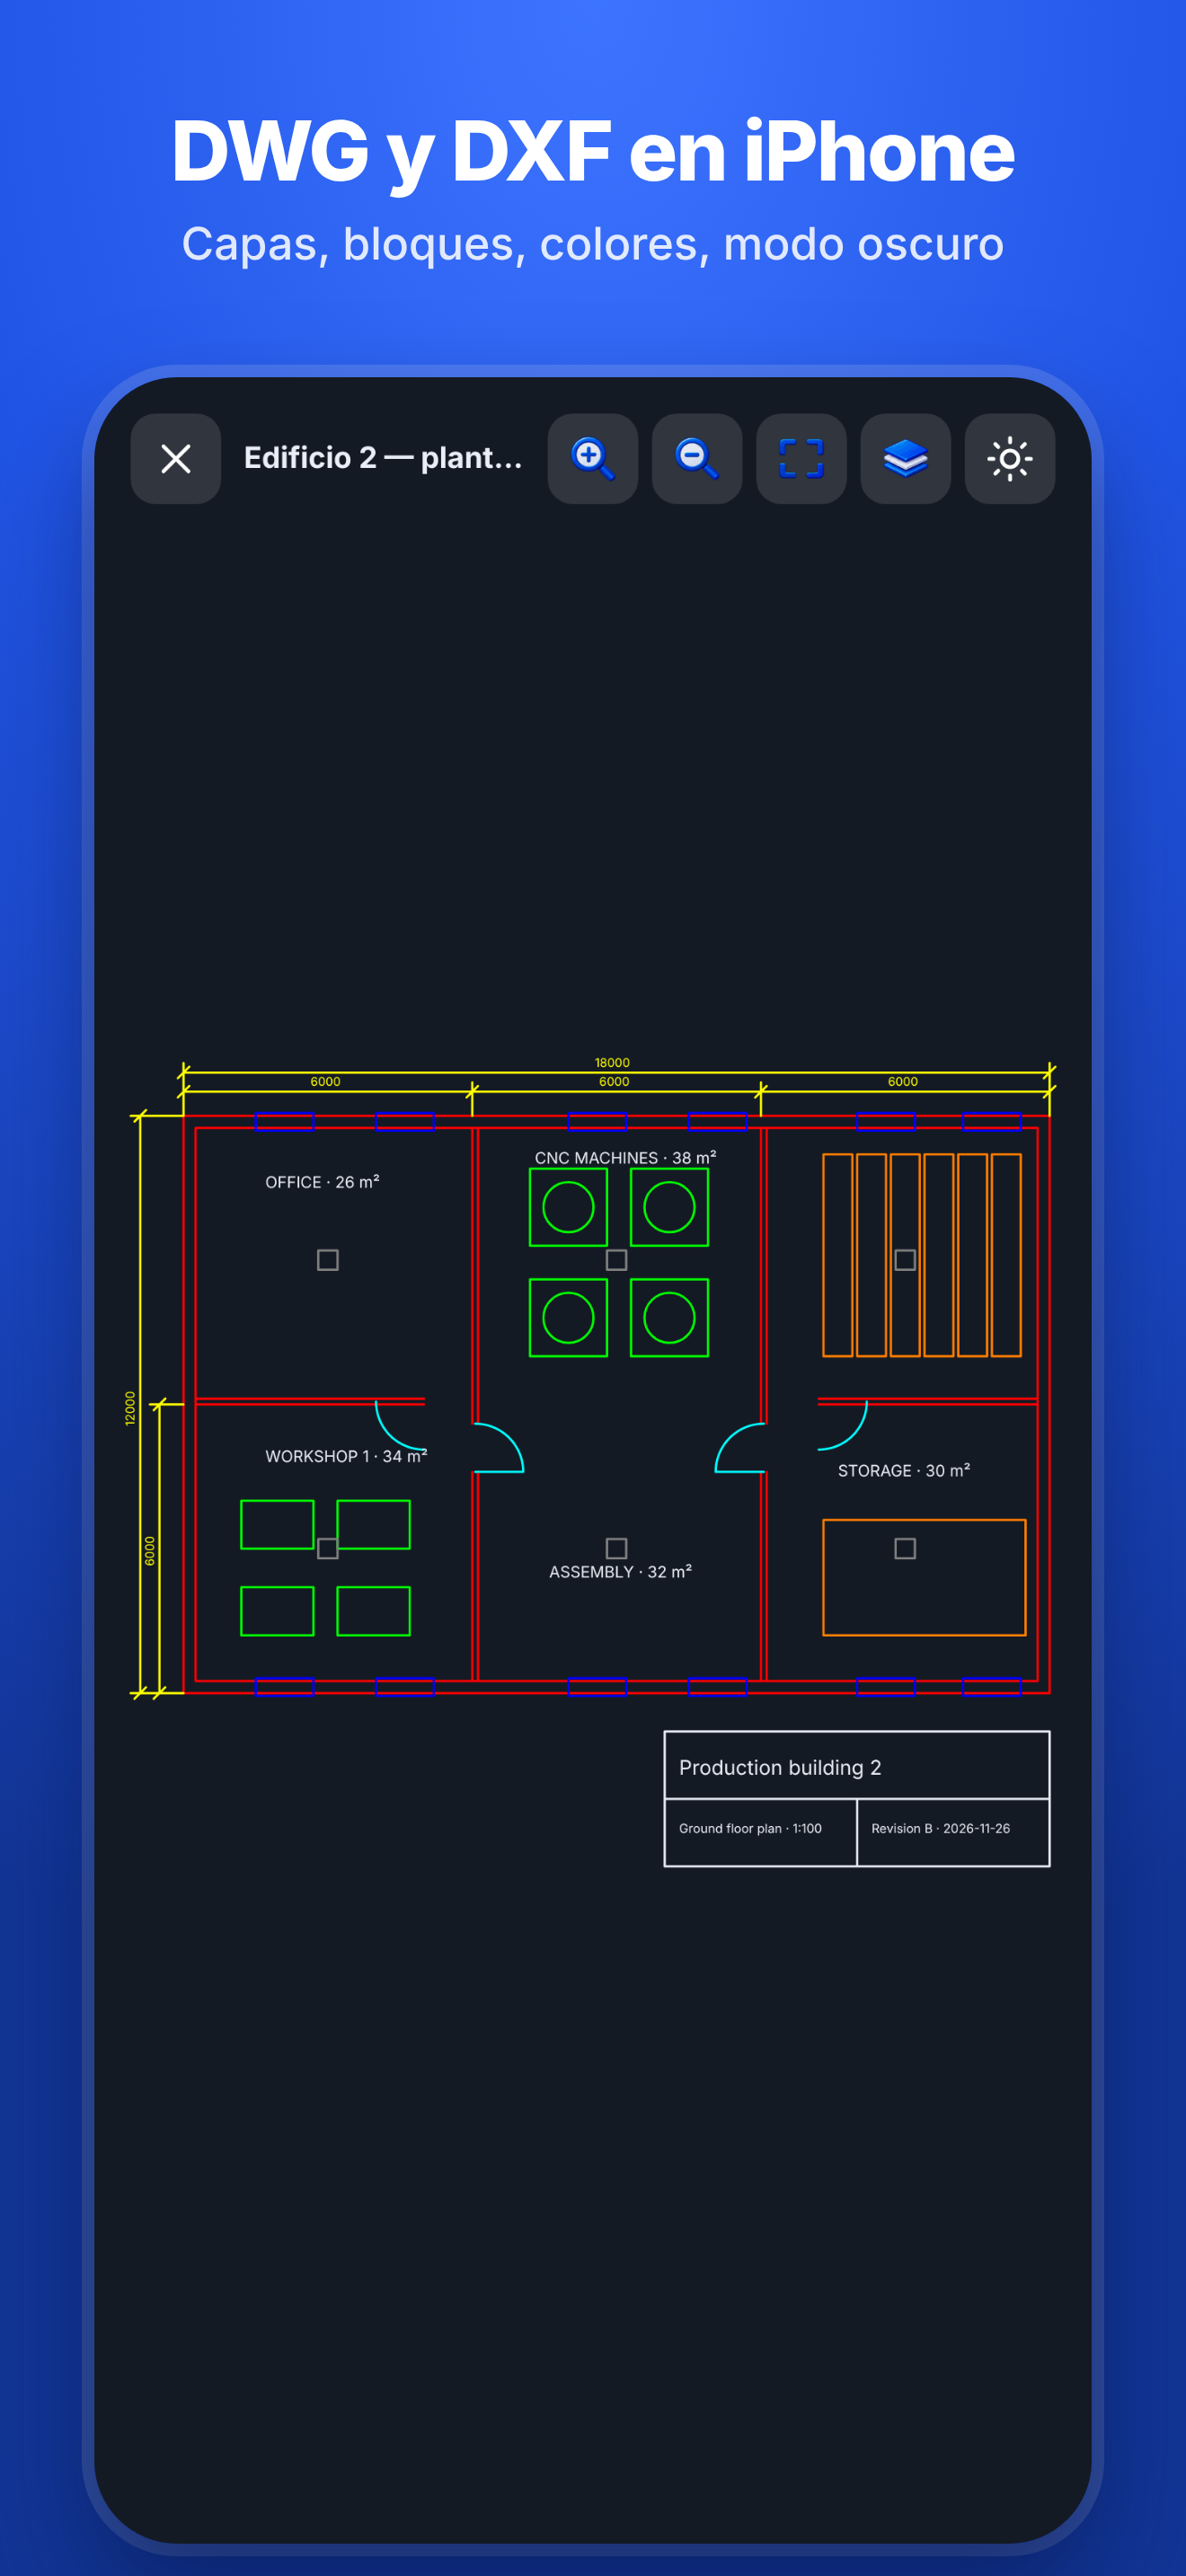 DWG y DXF en iPhone
Capas, bloques, colores, modo oscuro
Edificio 2 — plant...
18000
6000 6000 6000
CNC MACHINES · 38 m²
OFFICE · 26 m²
12000
WORKSHOP 1 · 34 m²
STORAGE · 30 m²
6000
ASSEMBLY · 32 m²
Production building 2
Ground floor plan · 1:100
Revision B · 2026-11-26